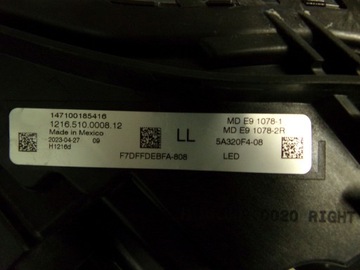 147100185416
1216.510.0008.12
Made in Mexico
2023-04-27 09
H1216d
LL
MD E9 1078-1
MD E9 1078-2R
5A320F4-08
F7DFFDEBFA-808
LED
0020 RIGHT